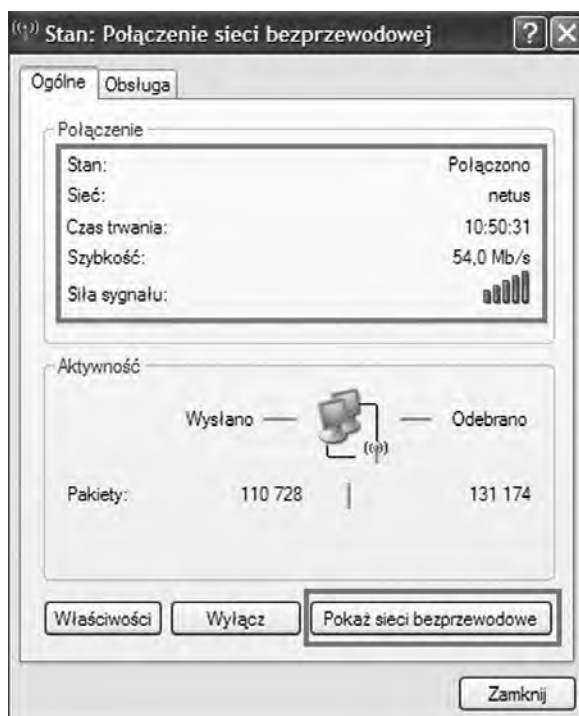 Stan: Połączenie sieci bezprzewodowej
Ogólne Obsługa
Połączenie
Stan: Połączono
Sieć: netus
Czas trwania: 10:50:31
Szybkość: 54,0 Mb/s
Siła sygnału:
Aktywność
Wysłano Odebrano
Pakiety: 110 728 131 174
Właściwości Wyłącz Pokaż sieci bezprzewodowe
Zamknij